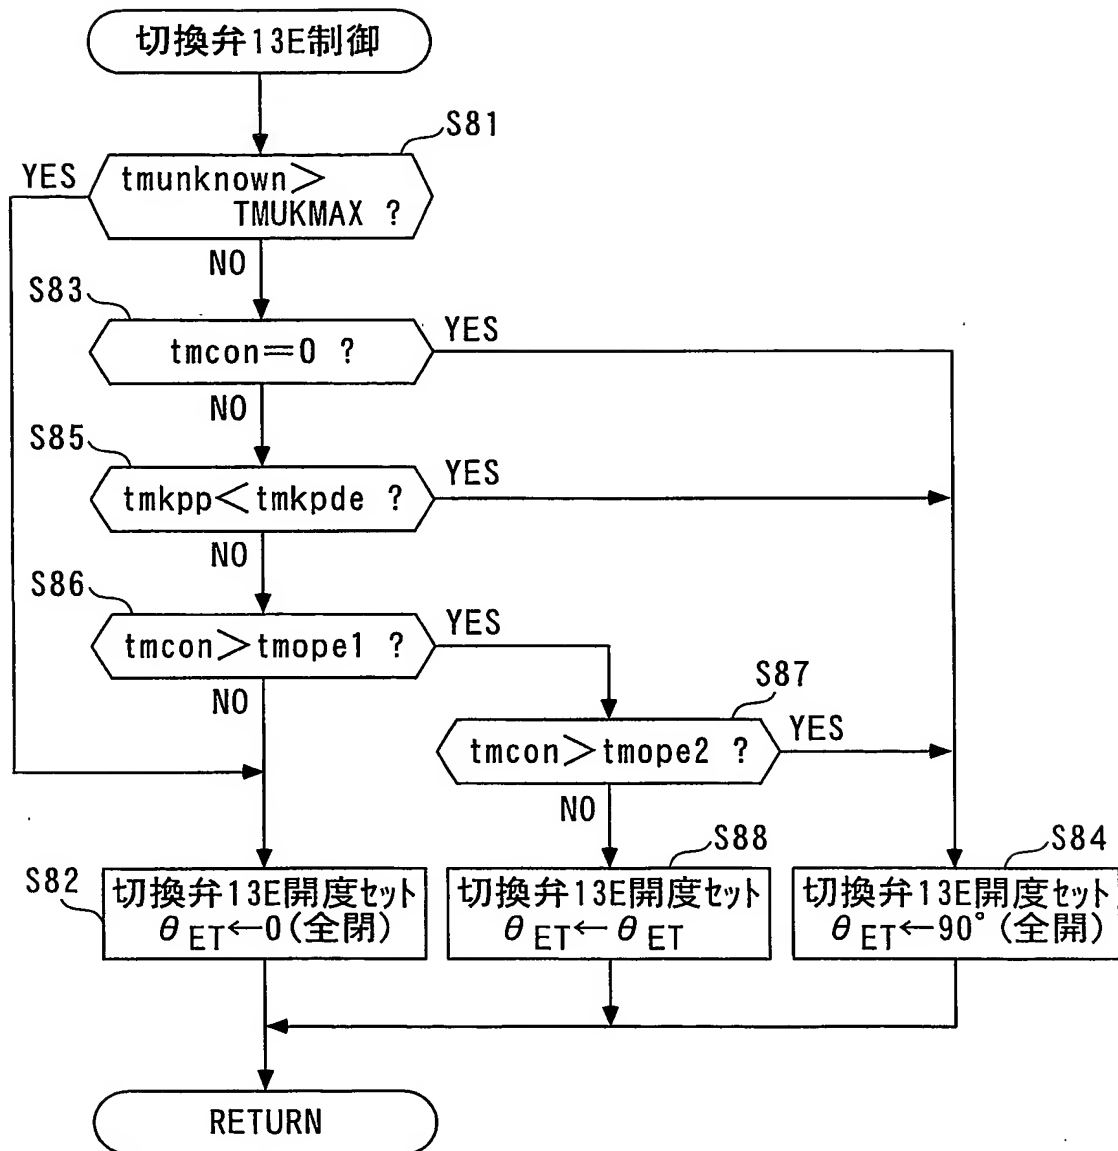 切換弁13E制御
S81
YES
tmunknown>
TMUKMAX ?
NO
S83
YES
tmcon=0 ?
NO
S85
YES
tmkpp<tmkpde ?
NO
S86
YES
tmcon>tmope1 ?
NO
S87
YES
tmcon>tmope2 ?
NO
S82
切換弁13E開度セット
θET←0(全閉)
S88
切換弁13E開度セット
θET←θET
S84
切換弁13E開度セット
θET←90°(全開)
RETURN